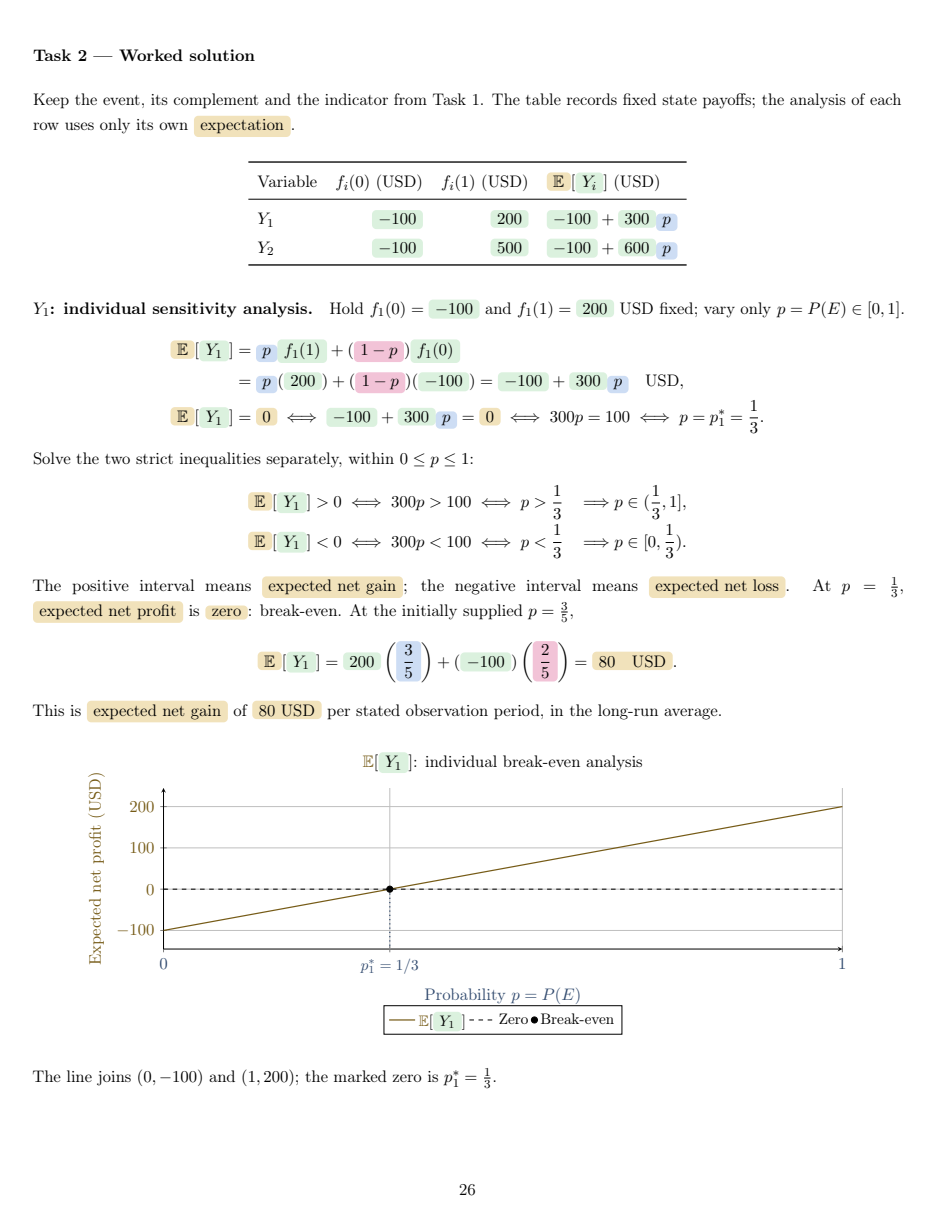 Task 2 — Worked solution
Keep the event, its complement and the indicator from Task 1. The table records fixed state payoffs; the analysis of each
row uses only its own expectation .
Variable f_i(0) (USD) f_i(1) (USD) 𝔼[ Y_i ] (USD)
Y_1 −100 200 −100 + 300 p
Y_2 −100 500 −100 + 600 p
Y_1: individual sensitivity analysis. Hold f_1(0) = −100 and f_1(1) = 200 USD fixed; vary only p = P(E) ∈ [0, 1].
𝔼[ Y_1 ] = p f_1(1) + ( 1 − p ) f_1(0)
= p ( 200 ) + ( 1 − p )( −100 ) = −100 + 300 p USD,
𝔼[ Y_1 ] = 0 ⟺ −100 + 300 p = 0 ⟺ 300p = 100 ⟺ p = p_1^* = 1/3.
Solve the two strict inequalities separately, within 0 ≤ p ≤ 1:
𝔼[ Y_1 ] > 0 ⟺ 300p > 100 ⟺ p > 1/3 ⟹ p ∈ (1/3, 1],
𝔼[ Y_1 ] < 0 ⟺ 300p < 100 ⟺ p < 1/3 ⟹ p ∈ [0, 1/3).
The positive interval means expected net gain ; the negative interval means expected net loss . At p = 1/3,
expected net profit is zero : break-even. At the initially supplied p = 3/5,
𝔼[ Y_1 ] = 200 (3/5) + ( −100 ) (2/5) = 80 USD .
This is expected net gain of 80 USD per stated observation period, in the long-run average.
𝔼[ Y_1 ]: individual break-even analysis
Expected net profit (USD)
200
100
0
−100
0 p_1^* = 1/3 1
Probability p = P(E)
𝔼[ Y_1 ] Zero Break-even
The line joins (0, −100) and (1, 200); the marked zero is p_1^* = 1/3.
26